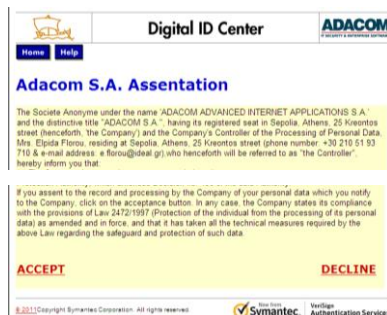 Digital ID Center
ADACOM
Home Help
Adacom S.A. Assentation
The Societe Anonyme under the name 'ADACOM ADVANCED INTERNET APPLICATIONS S.A.'
and the distinctive title "ADACOM S.A.", having its registered seat in Sepolia, Athens, 25 Kreontos
street (henceforth, 'the Company') and the Company's Controller of the Processing of Personal Data,
Mrs. Elpida Florou, residing at Sepolia, Athens, 25 Kreontos street (phone number: +30 210 51 93
710 & e-mail address: e.florou@ideal.gr),who henceforth will be referred to as "the Controller",
hereby inform you that:
If you assent to the record and processing by the Company of your personal data which you notify
to the Company, click on the acceptance button. In any case, the Company states its compliance
with the provisions of Law 2472/1997 (Protection of the individual from the processing of its personal
data) as amended and in force, and that it has taken all the technical measures required by the
above Law regarding the safeguard and protection of such data.
ACCEPT DECLINE
© 2011Copyright Symantec Corporation. All rights reserved.
Symantec.
VeriSign
Authentication Service